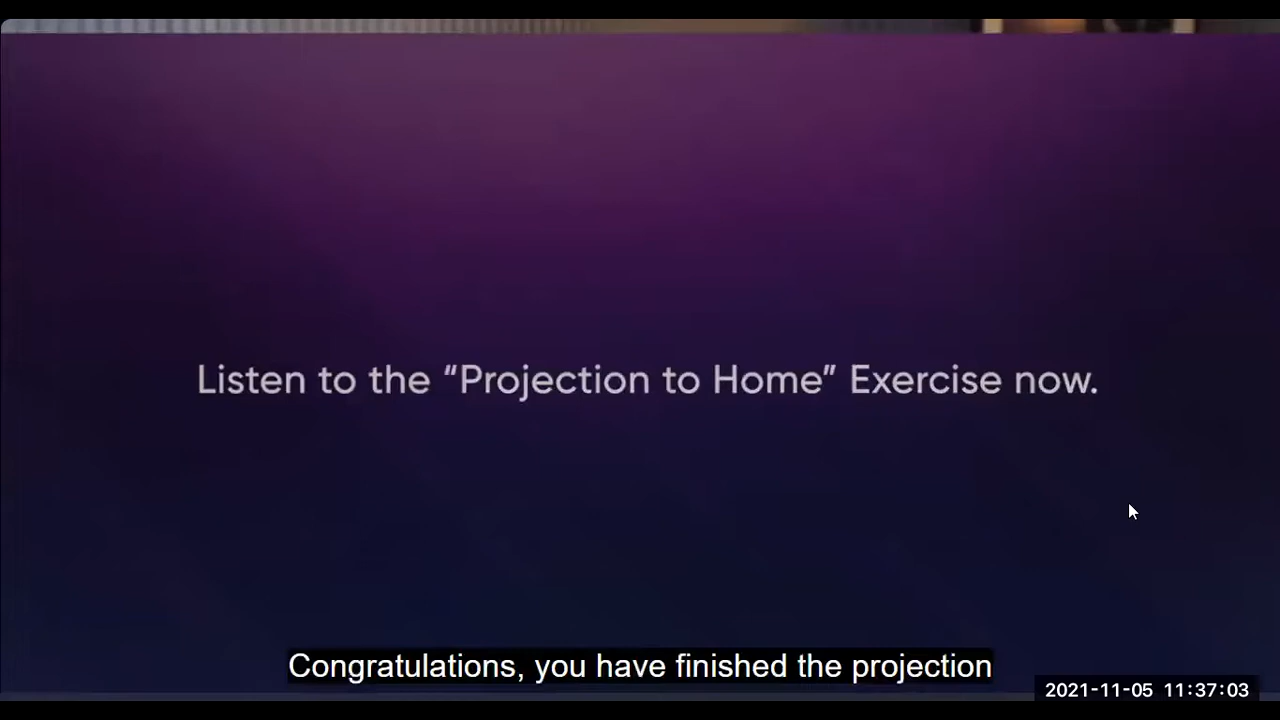 Listen to the “Projection to Home” Exercise now.
Congratulations, you have finished the projection
2021-11-05 11:37:03